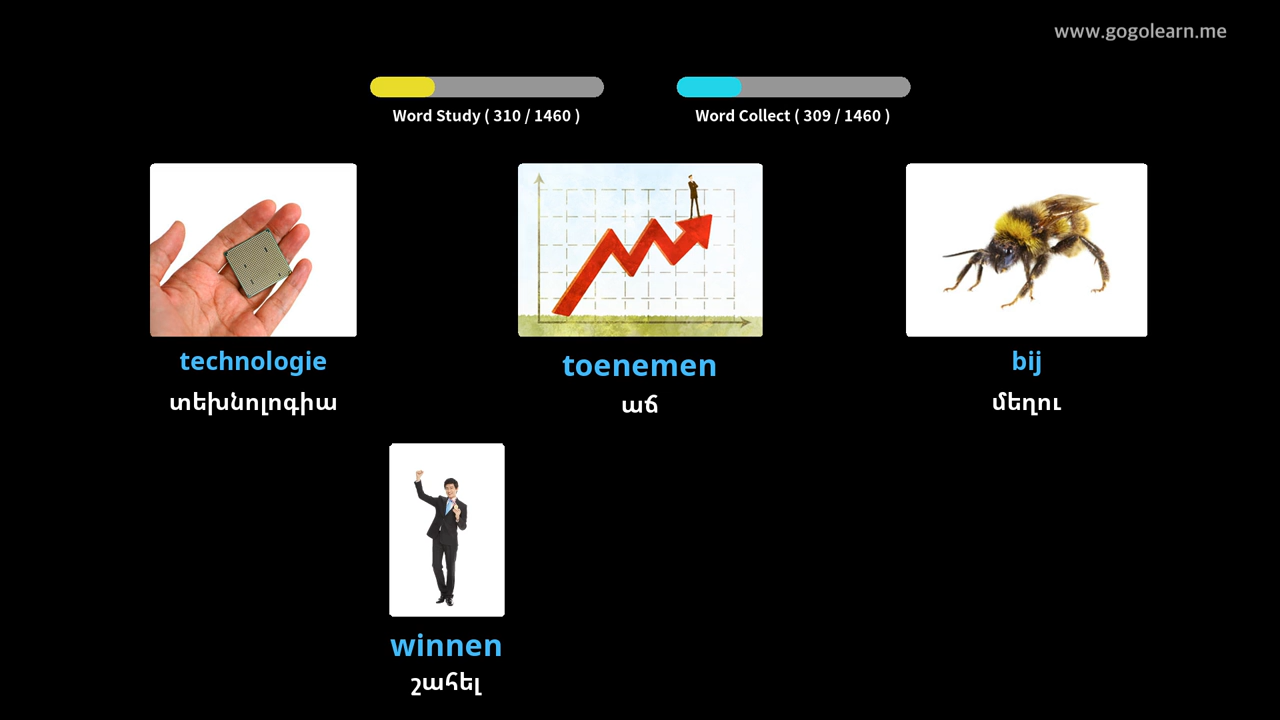 www.gogolearn.me
Word Study ( 310 / 1460 )
Word Collect ( 309 / 1460 )
technologie
տեխնոլոգիա
toenemen
աճ
bij
մեղու
winnen
շահել